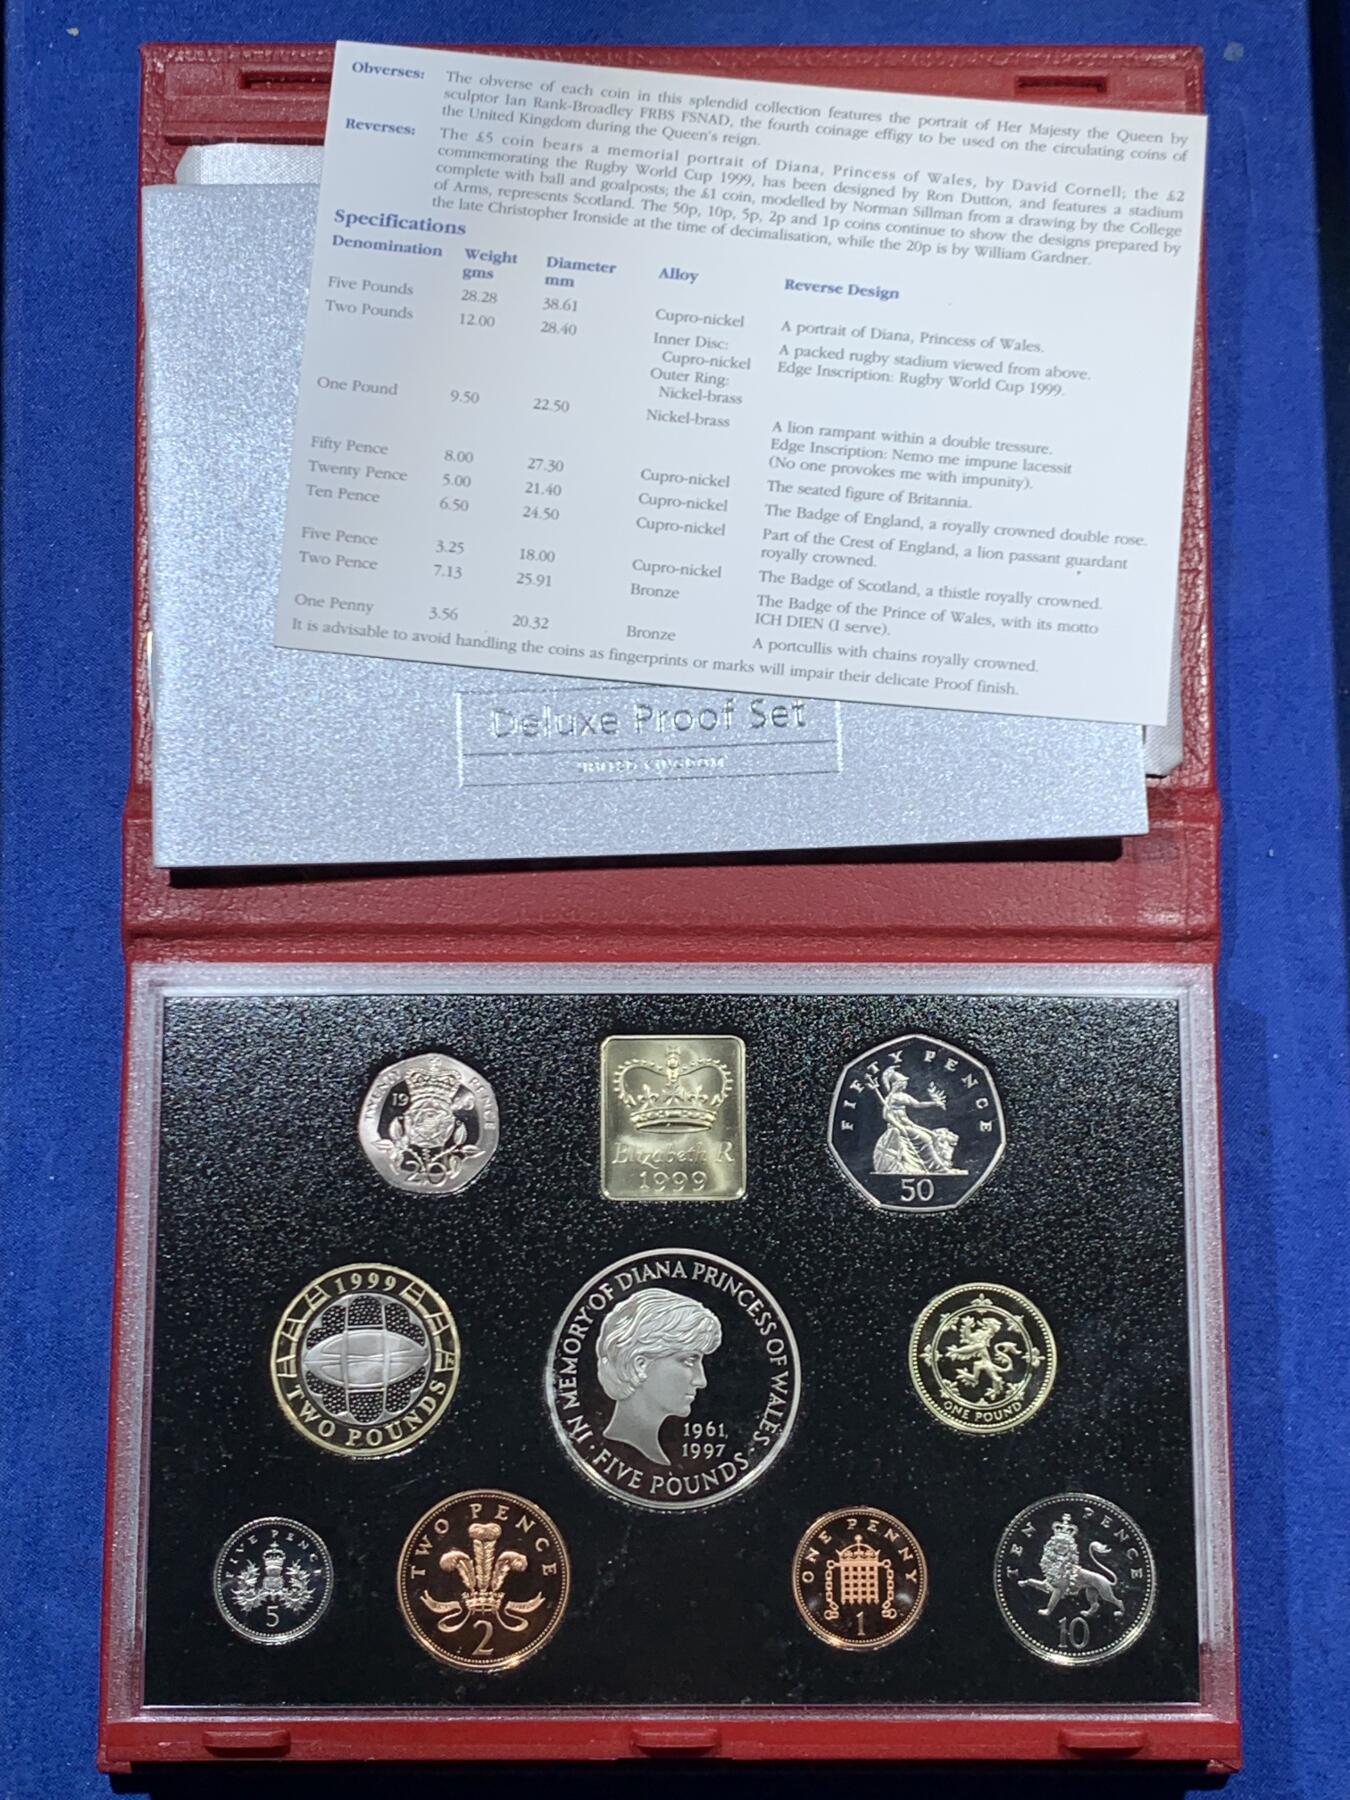 Obverses: The obverse of each coin in this splendid collection features the portrait of Her Majesty the Queen by
sculptor Ian Rank-Broadley FRBS FSNAD, the fourth coinage effigy to be used on the circulating coins of
the United Kingdom during the Queen's reign.
Reverses: The £5 coin bears a memorial portrait of Diana, Princess of Wales, by David Cornell; the £2
commemorating the Rugby World Cup 1999, has been designed by Ron Dutton, and features a stadium
complete with ball and goalposts; the £1 coin, modelled by Norman Sillman from a drawing by the College
of Arms, represents Scotland. The 50p, 10p, 5p, 2p and 1p coins continue to show the designs prepared by
the late Christopher Ironside at the time of decimalisation, while the 20p is by William Gardner.
Specifications
Denomination Weight gms Diameter mm Alloy Reverse Design
Five Pounds 28.28 38.61 Cupro-nickel A portrait of Diana, Princess of Wales.
Two Pounds 12.00 28.40 Inner Disc: A packed rugby stadium viewed from above.
Cupro-nickel Edge Inscription: Rugby World Cup 1999.
Outer Ring:
Nickel-brass
One Pound 9.50 22.50 Nickel-brass A lion rampant within a double tressure.
Edge Inscription: Nemo me impune lacessit
(No one provokes me with impunity).
Fifty Pence 8.00 27.30 Cupro-nickel The seated figure of Britannia.
Twenty Pence 5.00 21.40 Cupro-nickel The Badge of England, a royally crowned double rose.
Ten Pence 6.50 24.50 Cupro-nickel Part of the Crest of England, a lion passant guardant
royally crowned.
Five Pence 3.25 18.00 Cupro-nickel The Badge of Scotland, a thistle royally crowned.
Two Pence 7.13 25.91 Bronze The Badge of the Prince of Wales, with its motto
ICH DIEN (I serve).
One Penny 3.56 20.32 Bronze A portcullis with chains royally crowned.
It is advisable to avoid handling the coins as fingerprints or marks will impair their delicate Proof finish.
Deluxe Proof Set
UNITED KINGDOM
TWENTY PENCE
19 99
20
Elizabeth R
1999
FIFTY PENCE
50
1999
TWO POUNDS
IN MEMORY OF DIANA PRINCESS OF WALES
1961
1997
FIVE POUNDS
ONE POUND
FIVE PENCE
5
TWO PENCE
2
ONE PENNY
1
TEN PENCE
10